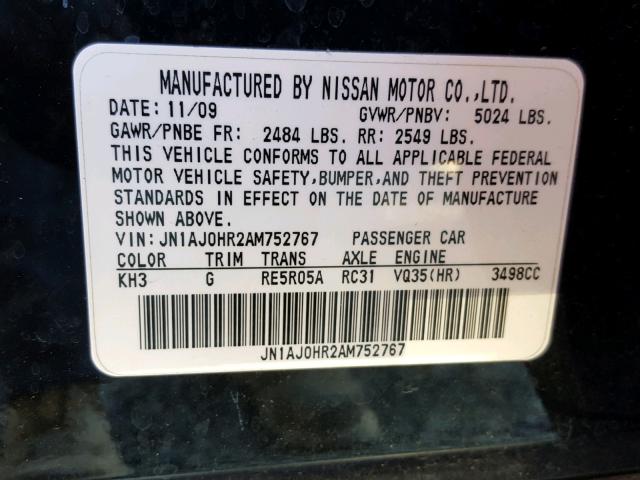 MANUFACTURED BY NISSAN MOTOR CO.,LTD.
DATE: 11/09 GVWR/PNBV: 5024 LBS.
GAWR/PNBE FR: 2484 LBS. RR: 2549 LBS.
THIS VEHICLE CONFORMS TO ALL APPLICABLE FEDERAL
MOTOR VEHICLE SAFETY,BUMPER,AND THEFT PREVENTION
STANDARDS IN EFFECT ON THE DATE OF MANUFACTURE
SHOWN ABOVE.
VIN:JN1AJ0HR2AM752767 PASSENGER CAR
COLOR TRIM TRANS AXLE ENGINE
KH3 G RE5R05A RC31 VQ35(HR) 3498CC
JN1AJ0HR2AM752767